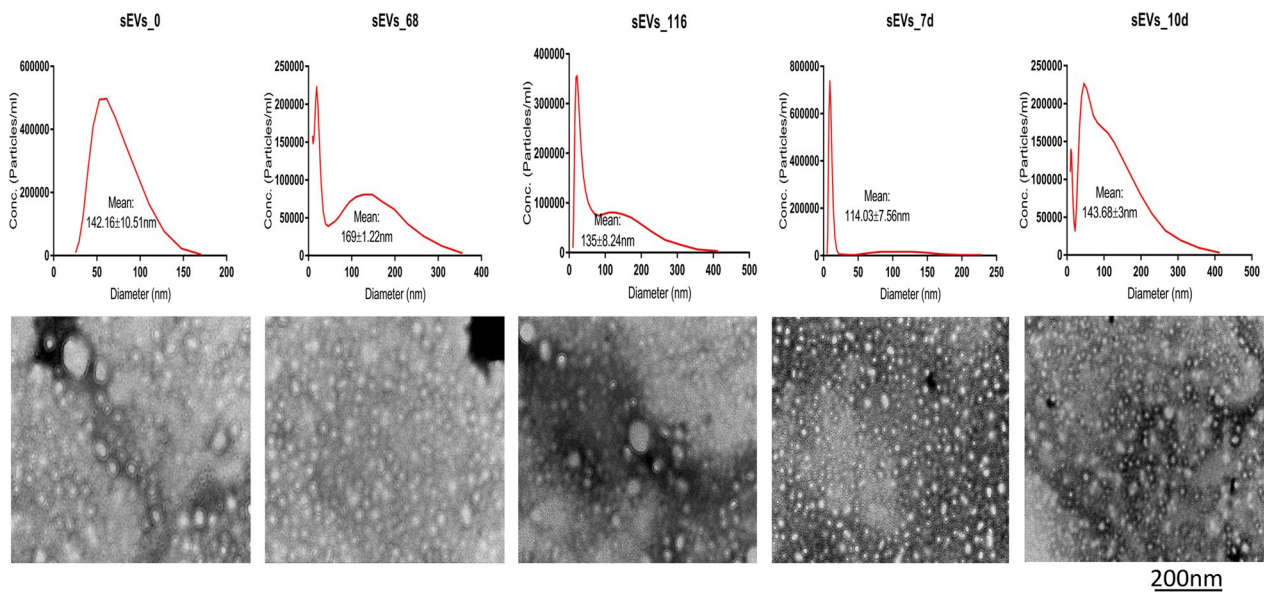 sEVs_0
sEVs_68
sEVs_116
sEVs_7d
sEVs_10d
Conc. (Particles/ml)
600000
400000
200000
0
Mean:
142.16±10.51nm
0
50
100
150
200
Diameter (nm)
Conc. (Particles/ml)
250000
200000
150000
100000
50000
0
Mean:
169±1.22nm
0
100
200
300
400
Diameter (nm)
Conc. (Particles/ml)
400000
300000
200000
100000
0
Mean:
135±8.24nm
0
100
200
300
400
500
Diameter (nm)
Conc. (Particles/ml)
800000
600000
400000
200000
0
Mean:
114.03±7.56nm
0
50
100
150
200
250
Diameter (nm)
Conc. (Particles/ml)
250000
200000
150000
100000
50000
0
Mean:
143.68±3nm
0
100
200
300
400
500
Diameter (nm)
200nm